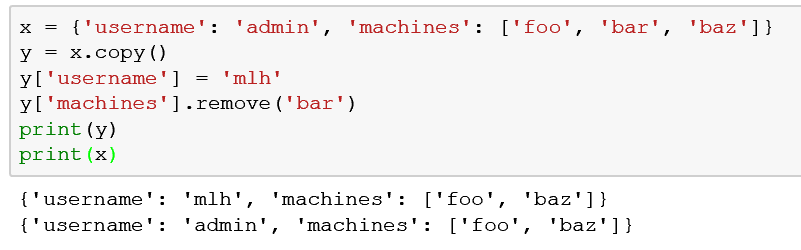 x = {'username': 'admin', 'machines': ['foo', 'bar', 'baz']}
y = x.copy()
y['username'] = 'mlh'
y['machines'].remove('bar')
print(y)
print(x)
{'username': 'mlh', 'machines': ['foo', 'baz']}
{'username': 'admin', 'machines': ['foo', 'baz']}